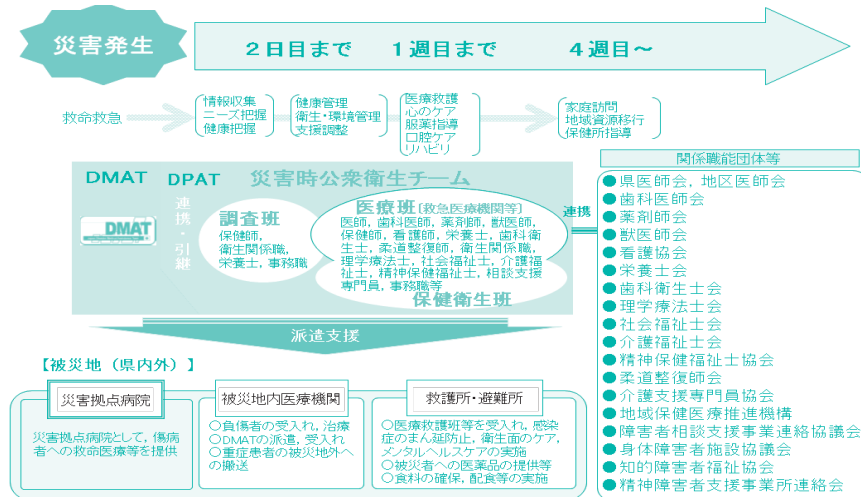 災害発生
2日目まで 1週目まで 4週目～
救命救急
情報収集
ニーズ把握
健康把握
健康管理
衛生・環境管理
支援調整
医療救護
心のケア
服薬指導
口腔ケア
リハビリ
家庭訪問
地域資源移行
保健所指導
DMAT DPAT 災害時公衆衛生チーム
連携・引継
DMAT
調査班
保健師，
衛生関係職，
栄養士，事務職
医療班〔救急医療機関等〕
医師，歯科医師，薬剤師，獣医師，
保健師，看護師，栄養士，歯科衛
生士，柔道整復師，衛生関係職，
理学療法士，社会福祉士，介護福
祉士，精神保健福祉士，相談支援
専門員，事務職等
保健衛生班
連携
派遣支援
関係職能団体等
●県医師会，地区医師会
●歯科医師会
●薬剤師会
●獣医師会
●看護協会
●栄養士会
●歯科衛生士会
●理学療法士会
●社会福祉士会
●介護福祉士会
●精神保健福祉士協会
●柔道整復師会
●介護支援専門員協会
●地域保健医療推進機構
●障害者相談支援事業連絡協議会
●身体障害者施設協議会
●知的障害者福祉協会
●精神障害者支援事業所連絡会
【被災地（県内外）】
災害拠点病院
災害拠点病院として，傷病
者への救命医療等を提供
被災地内医療機関
○負傷者の受入れ，治療
○DMATの派遣，受入れ
○重症患者の被災地外へ
の搬送
救護所・避難所
○医療救護班等を受入れ，感染
症のまん延防止，衛生面のケア，
メンタルヘルスケアの実施
○被災者への医薬品の提供等
○食料の確保，配食等の実施